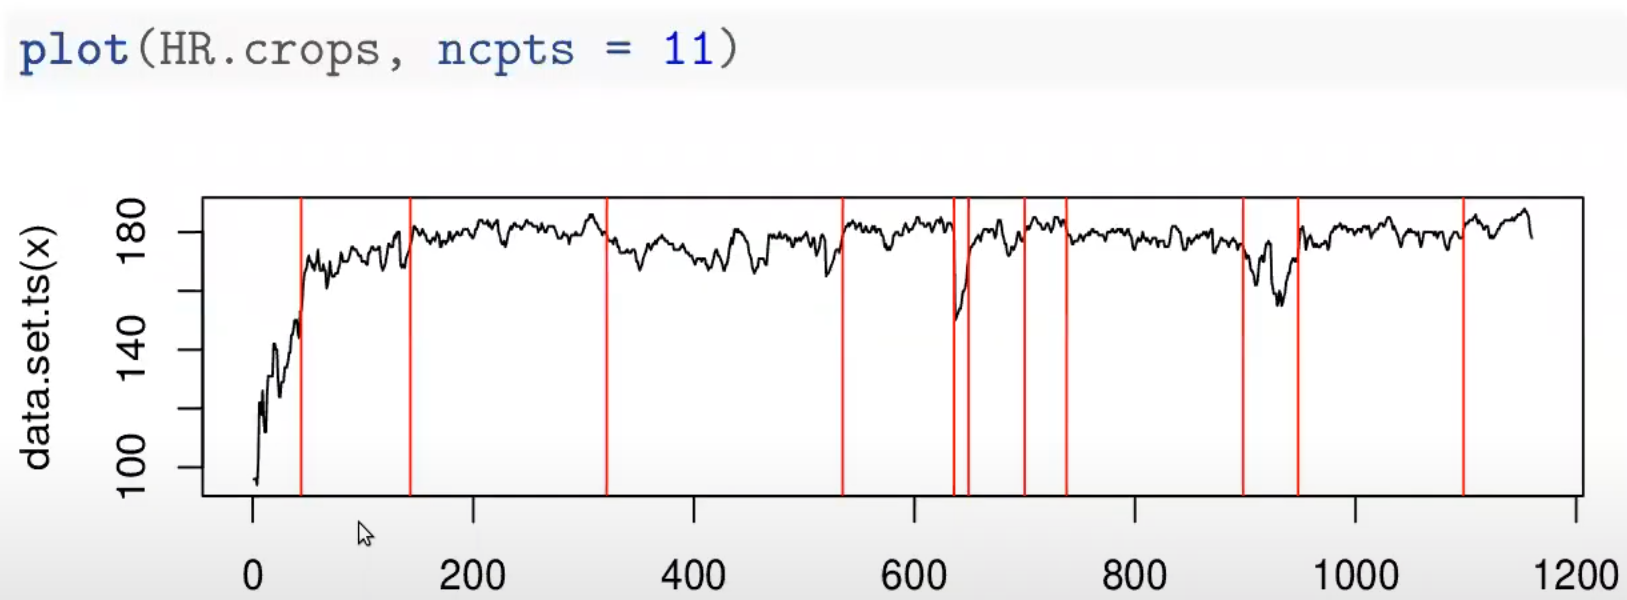 plot(HR.crops, ncpts = 11)
data.set.ts(x)
180
140
100
0 200 400 600 800 1000 1200